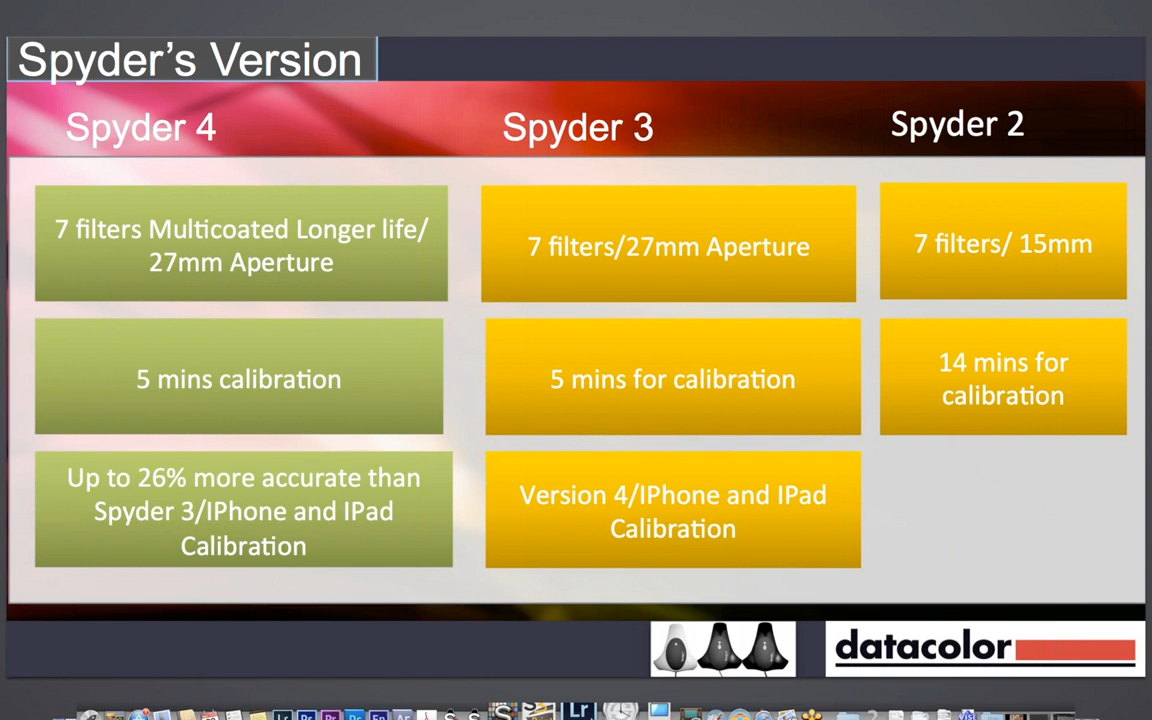 Spyder’s Version
Spyder 4
Spyder 3
Spyder 2
7 filters Multicoated Longer life/
27mm Aperture
7 filters/27mm Aperture
7 filters/ 15mm
5 mins calibration
5 mins for calibration
14 mins for
calibration
Up to 26% more accurate than
Spyder 3/IPhone and IPad
Calibration
Version 4/IPhone and IPad
Calibration
datacolor
Lr